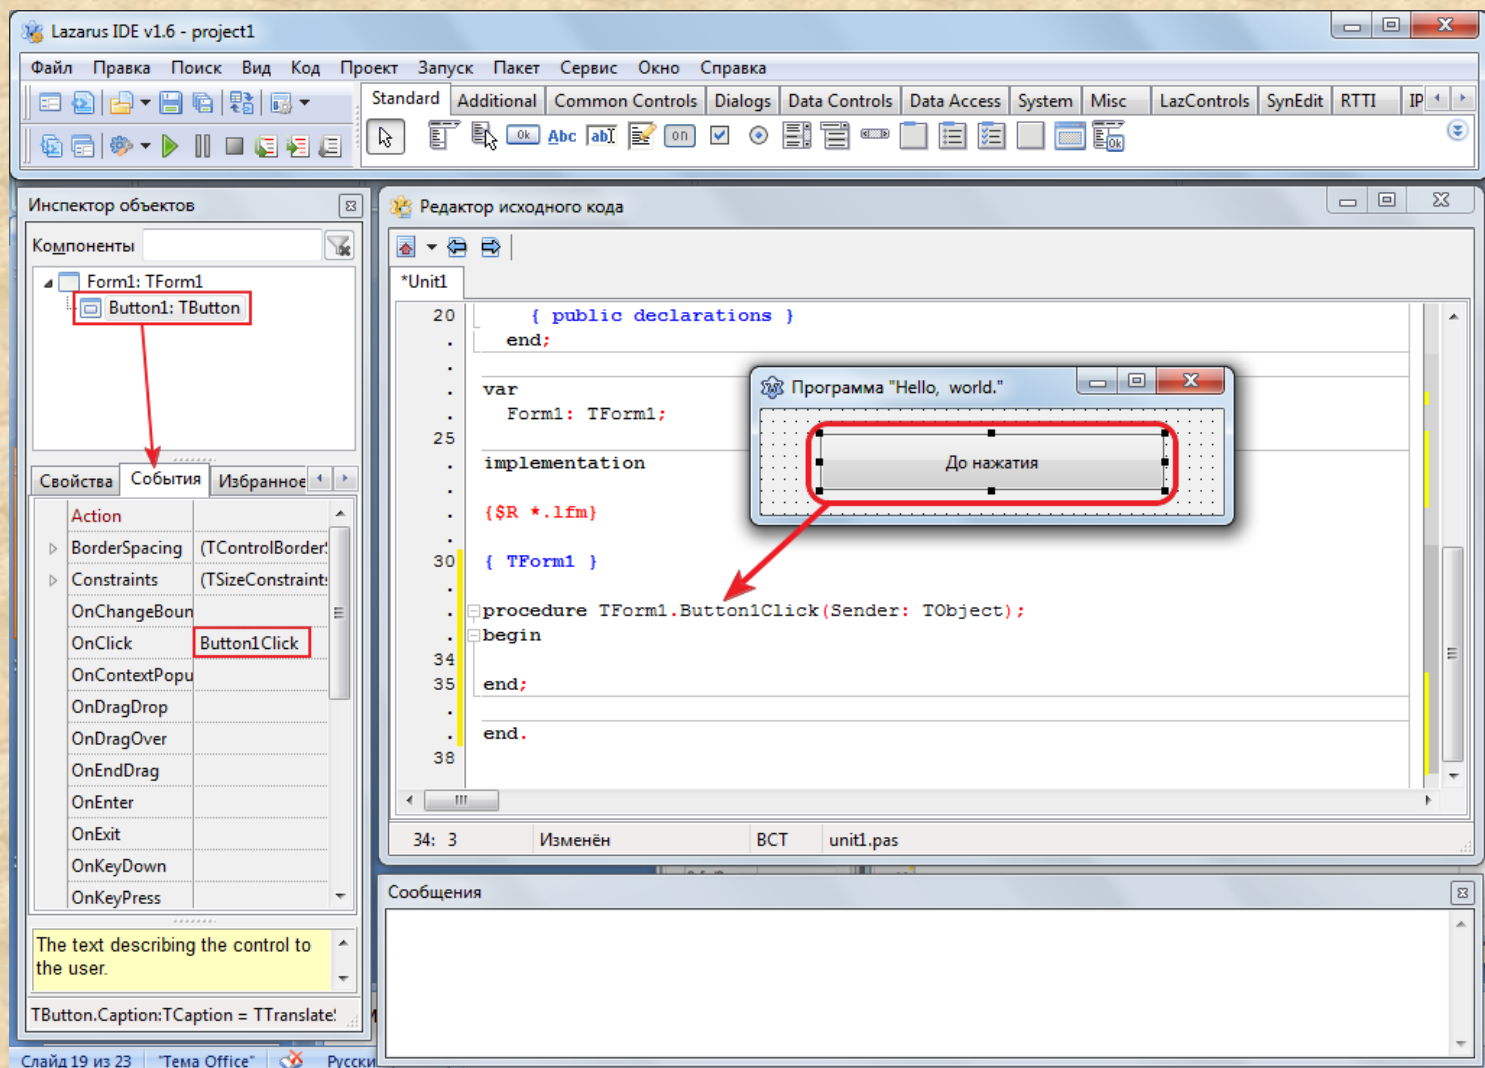 Lazarus IDE v1.6 - project1
Файл Правка Поиск Вид Код Проект Запуск Пакет Сервис Окно Справка
Standard Additional Common Controls Dialogs Data Controls Data Access System Misc LazControls SynEdit RTTI IP
Ok Abc ab on Ok
Инспектор объектов
Компоненты
Form1: TForm1
Button1: TButton
Свойства События Избранное
Action
BorderSpacing (TControlBorder
Constraints (TSizeConstraint
OnChangeBoun
OnClick Button1Click
OnContextPopu
OnDragDrop
OnDragOver
OnEndDrag
OnEnter
OnExit
OnKeyDown
OnKeyPress
The text describing the control to
the user.
TButton.Caption:TCaption = TTranslate
Редактор исходного кода
*Unit1
20 { public declarations }
. end;
.
. var
. Form1: TForm1;
25
. implementation
.
. {$R *.lfm}
.
30 { TForm1 }
.
. procedure TForm1.Button1Click(Sender: TObject);
. begin
34
35 end;
.
. end.
38
34: 3 Изменён ВСТ unit1.pas
Программа "Hello, world."
До нажатия
Сообщения
Слайд 19 из 23 "Тема Office" Русски